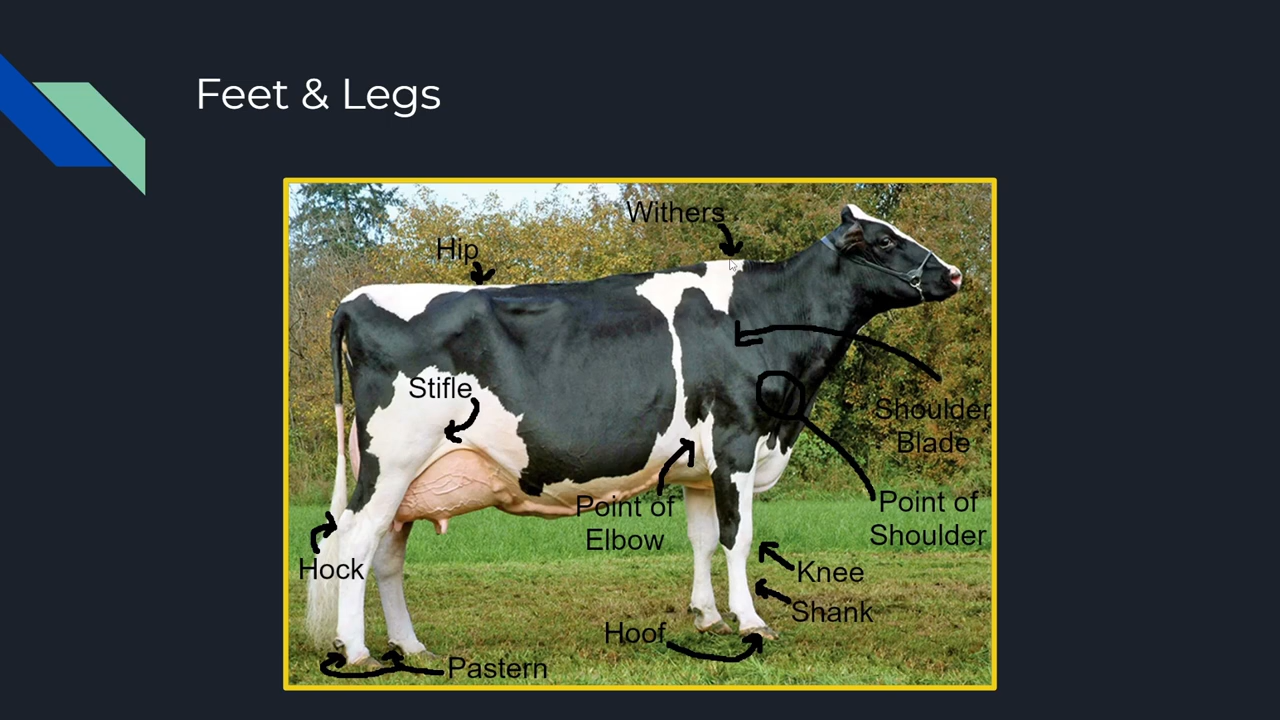 Feet & Legs
Withers
Hip
Stifle
Shoulder
Blade
Point of
Elbow
Point of
Shoulder
Hock
Knee
Shank
Hoof
Pastern